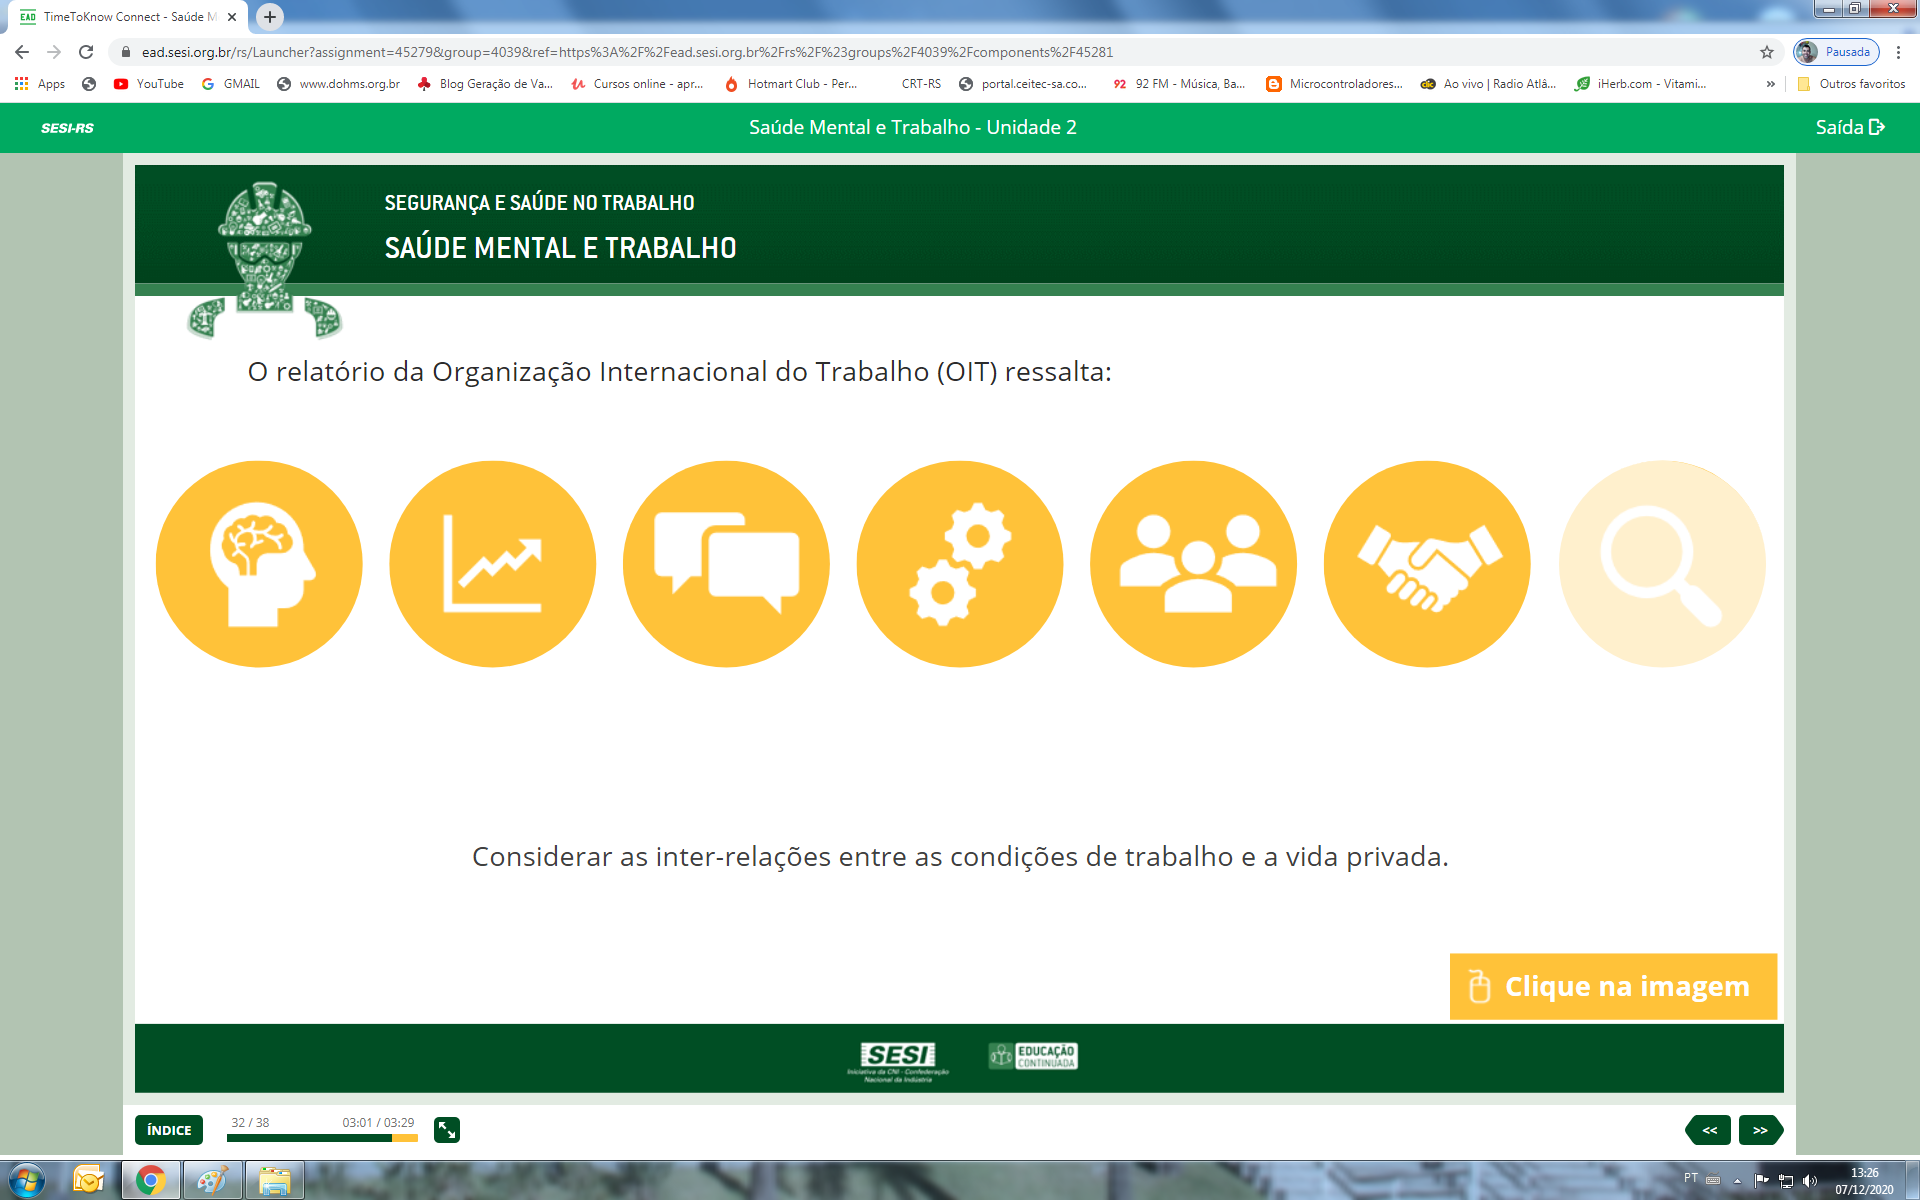 EAD TimeToKnow Connect - Saúde M
ead.sesi.org.br/rs/Launcher?assignment=45279&group=4039&ref=https%3A%2F%2Fead.sesi.org.br%2Frs%2F%23groups%2F4039%2Fcomponents%2F45281
Pausada
Apps YouTube GMAIL www.dohms.org.br Blog Geração de Va... Cursos online - apr... Hotmart Club - Per... CRT-RS portal.ceitec-sa.co... 92 92 FM - Música, Ba... Microcontroladores... Ao vivo | Radio Atlâ... iHerb.com - Vitami... » Outros favoritos
SESI-RS Saúde Mental e Trabalho - Unidade 2 Saída
SEGURANÇA E SAÚDE NO TRABALHO
SAÚDE MENTAL E TRABALHO
O relatório da Organização Internacional do Trabalho (OIT) ressalta:
Considerar as inter-relações entre as condições de trabalho e a vida privada.
Clique na imagem
SESI
Iniciativa da CNI - Confederação
Nacional da Indústria
EDUCAÇÃO
CONTINUADA
ÍNDICE 32 / 38 03:01 / 03:29 << >>
PT 13:26
07/12/2020